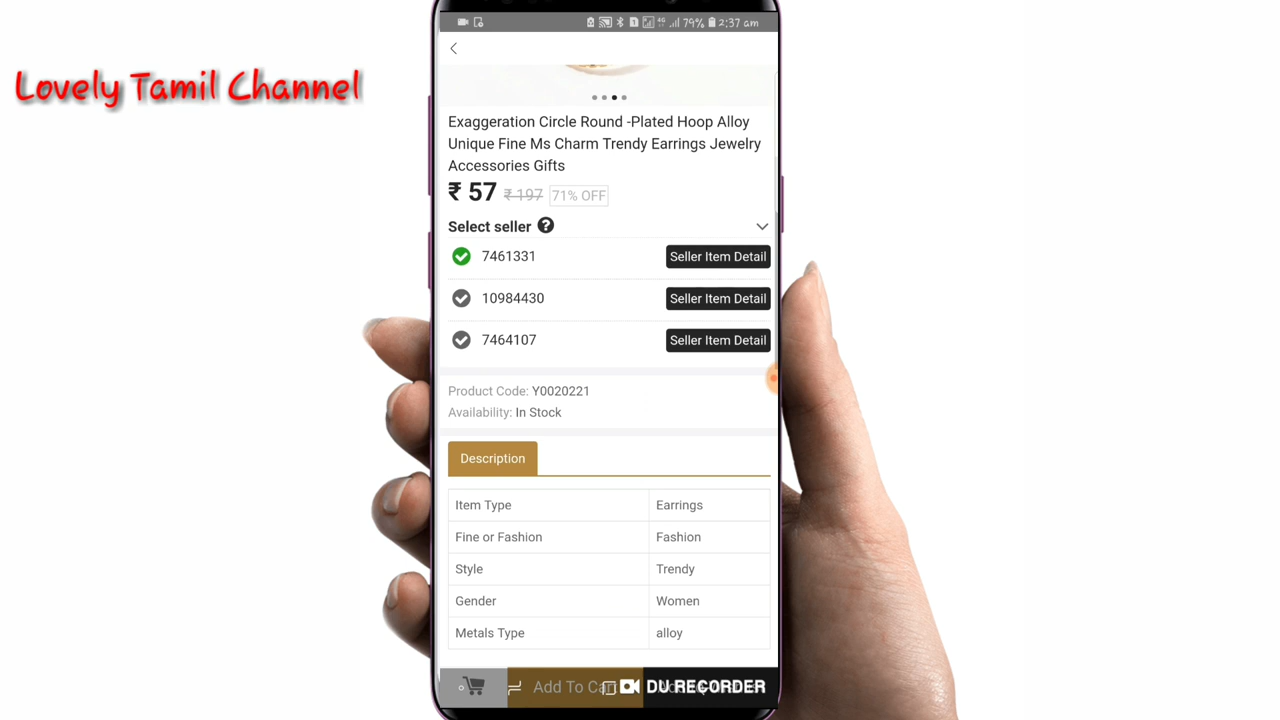 Lovely Tamil Channel
79% 2:37 am
Exaggeration Circle Round -Plated Hoop Alloy
Unique Fine Ms Charm Trendy Earrings Jewelry
Accessories Gifts
₹ 57 ₹ 197 71% OFF
Select seller ?
7461331 Seller Item Detail
10984430 Seller Item Detail
7464107 Seller Item Detail
Product Code: Y0020221
Availability: In Stock
Description
Item Type Earrings
Fine or Fashion Fashion
Style Trendy
Gender Women
Metals Type alloy
Add To Cart DU RECORDER